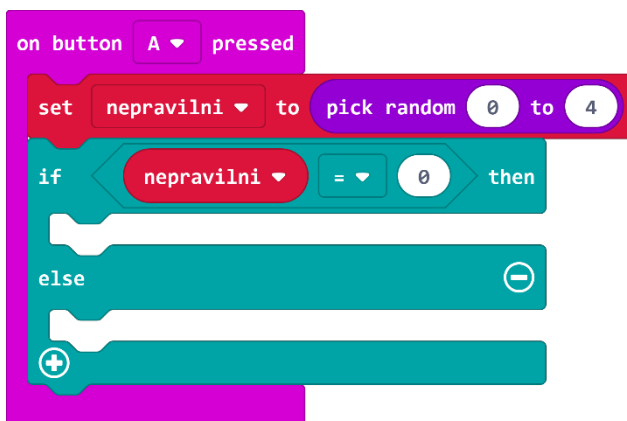 on button A pressed
set nepravilni to pick random 0 to 4
if nepravilni = 0 then
else